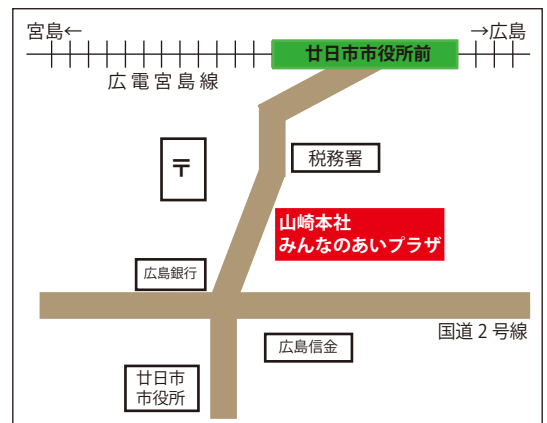 宮島←
→広島
廿日市市役所前
広電宮島線
〒
税務署
山崎本社
みんなのあいプラザ
広島銀行
国道2号線
広島信金
廿日市
市役所